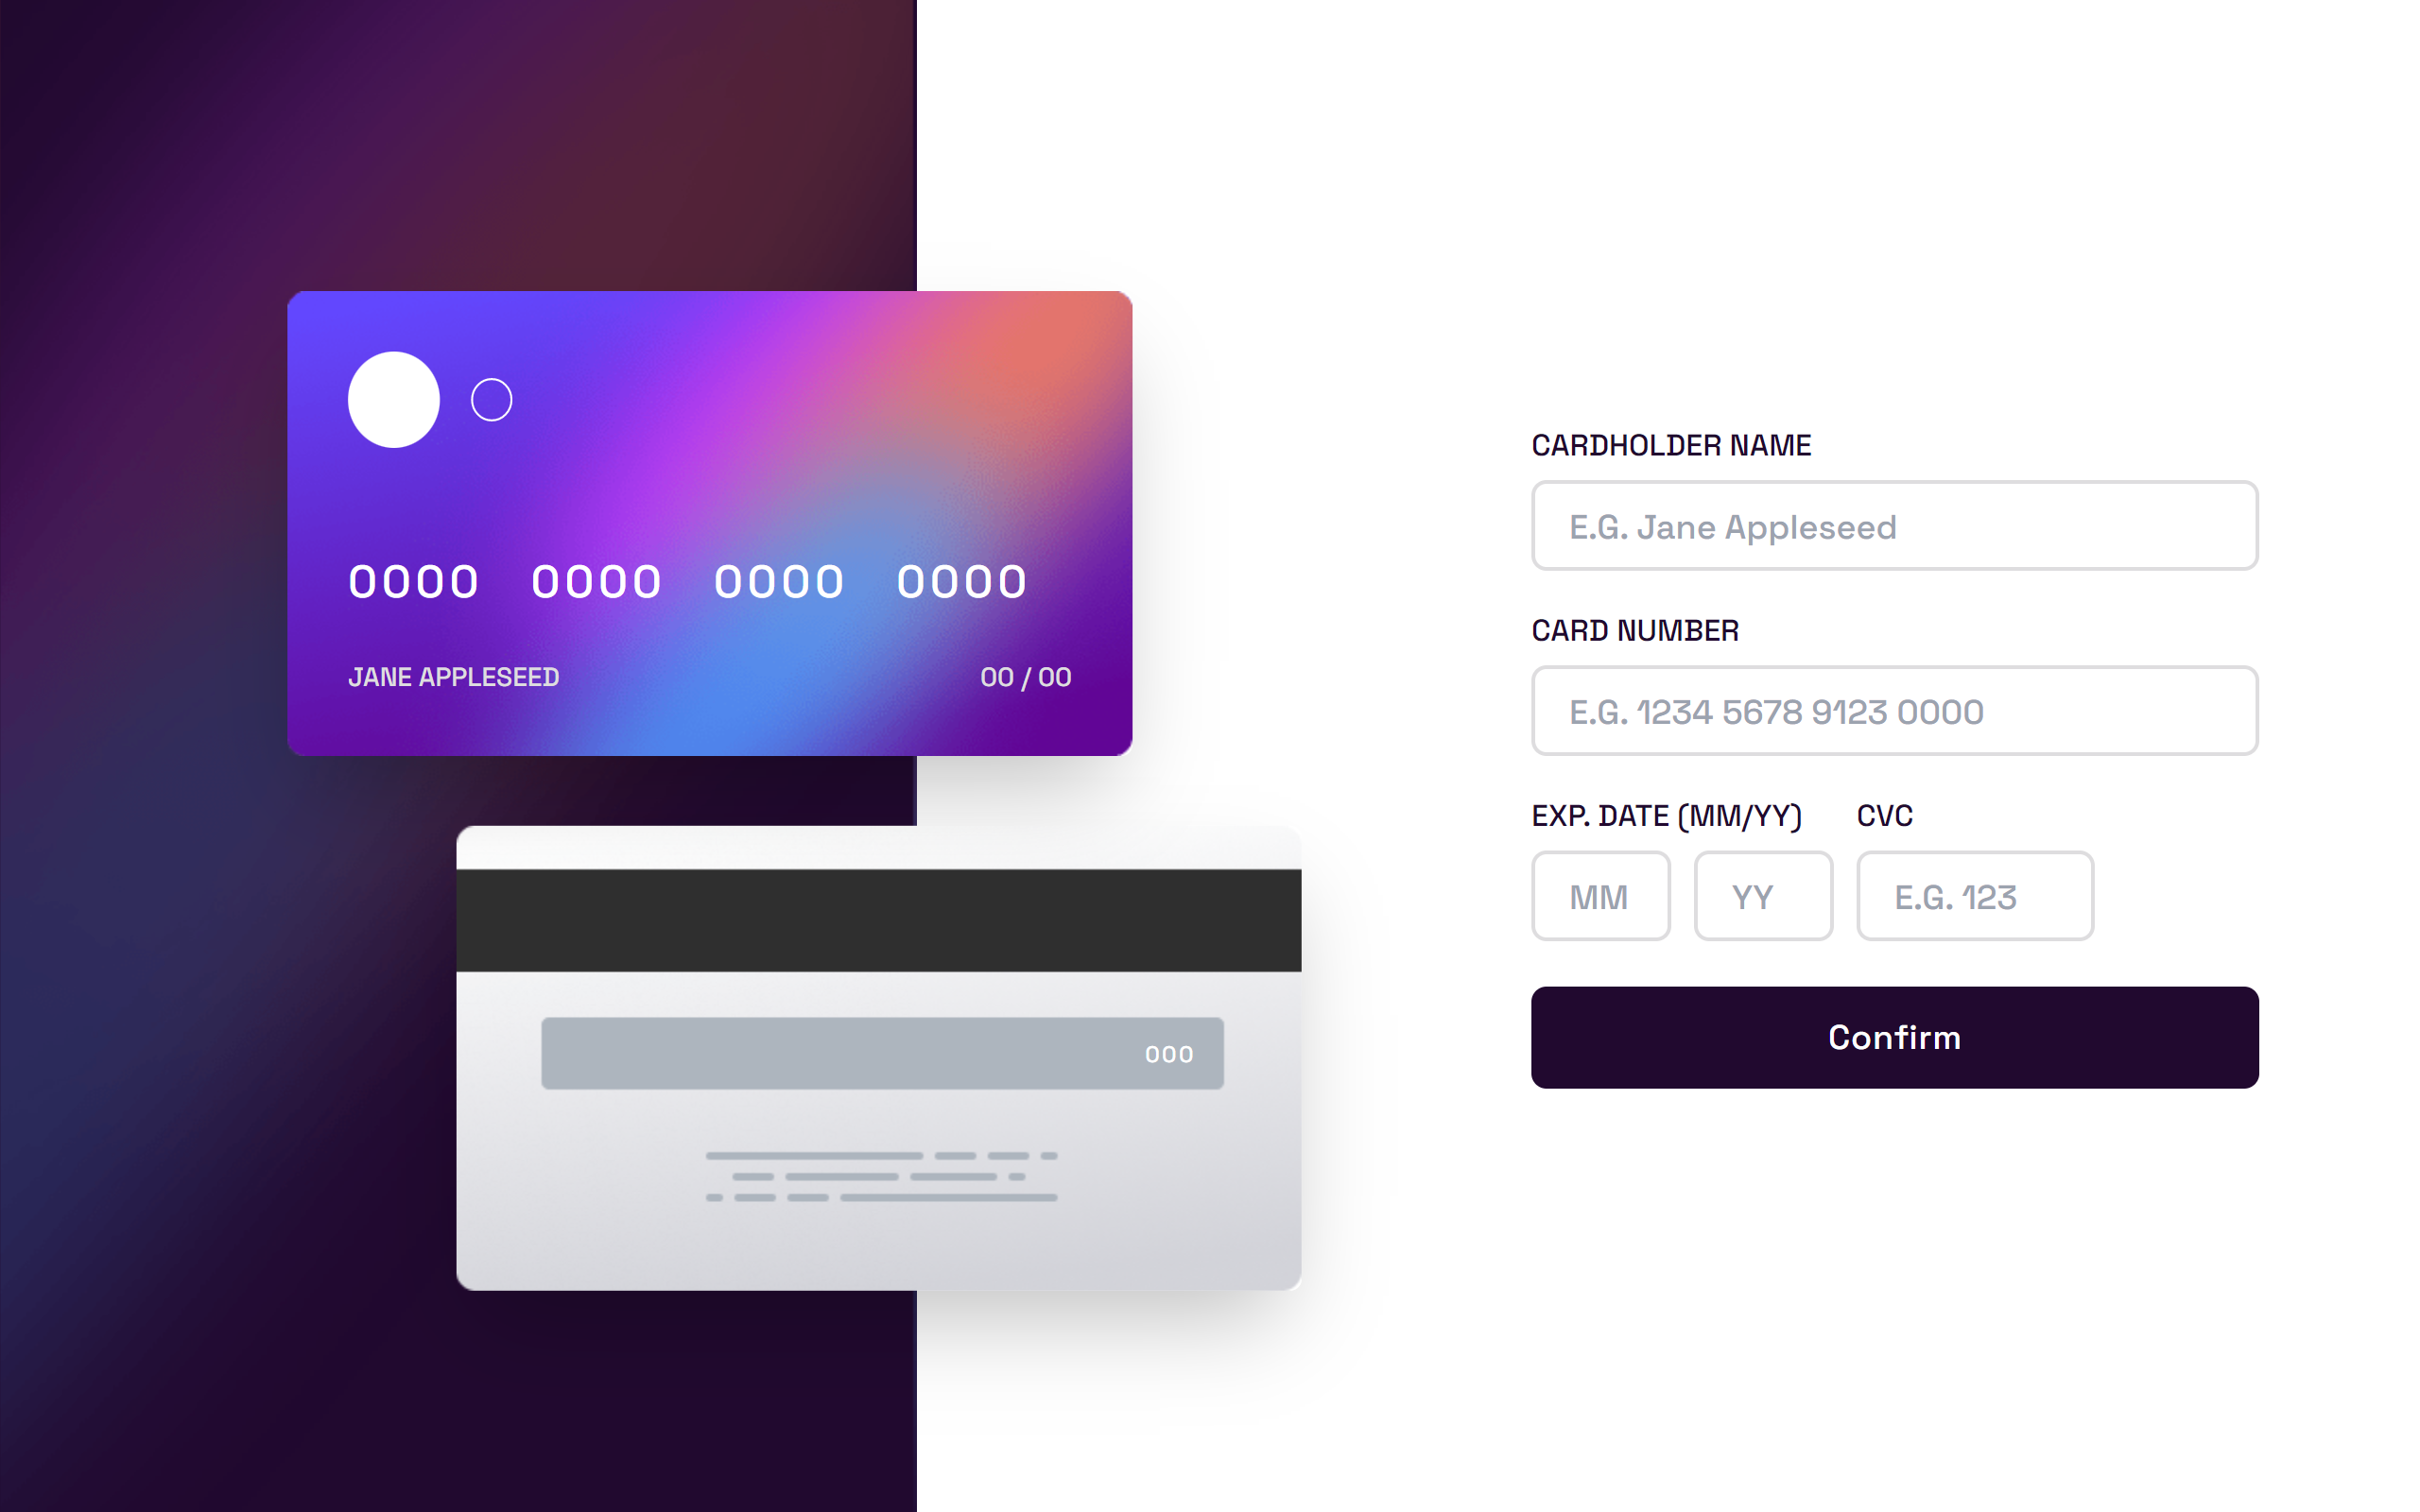 0000 0000 0000 0000
JANE APPLESEED 00 / 00
000
CARDHOLDER NAME
E.G. Jane Appleseed
CARD NUMBER
E.G. 1234 5678 9123 0000
EXP. DATE (MM/YY) CVC
MM YY E.G. 123
Confirm